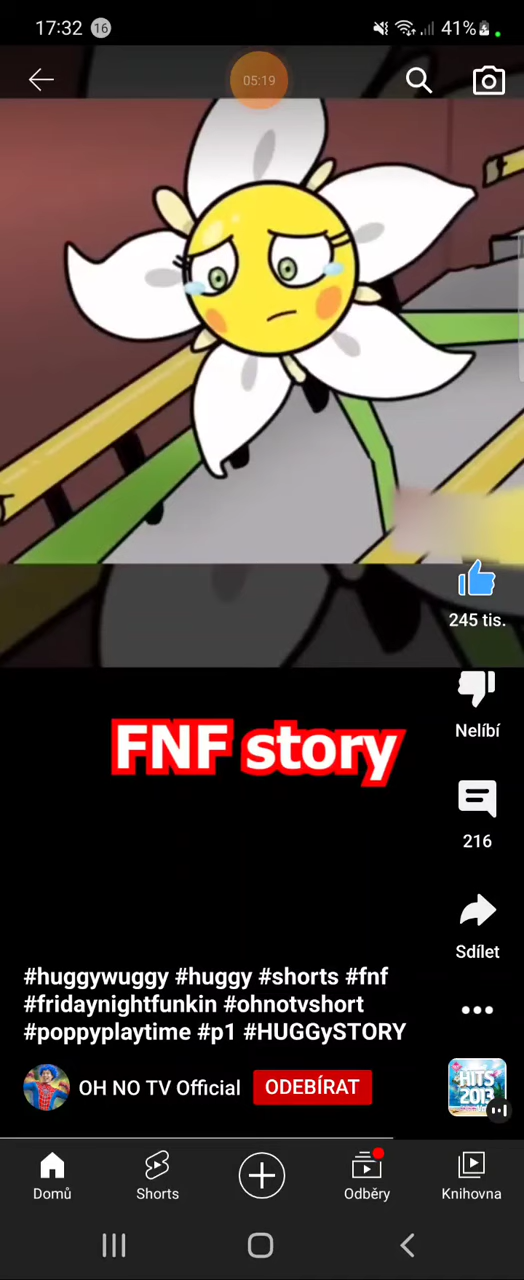 17:32 16 41%
05:19
245 tis.
Nelíbí
FNF story
216
Sdílet
#huggywuggy #huggy #shorts #fnf
#fridaynightfunkin #ohnotvshort
#poppyplaytime #p1 #HUGGySTORY
OH NO TV Official ODEBÍRAT
HITS
2013
Domů Shorts Odběry Knihovna